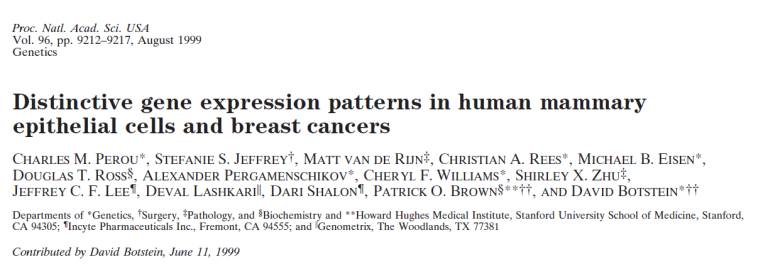 Proc. Natl. Acad. Sci. USA
Vol. 96, pp. 9212–9217, August 1999
Genetics
Distinctive gene expression patterns in human mammary
epithelial cells and breast cancers
CHARLES M. PEROU*, STEFANIE S. JEFFREY†, MATT VAN DE RIJN‡, CHRISTIAN A. REES*, MICHAEL B. EISEN*,
DOUGLAS T. ROSS§, ALEXANDER PERGAMENSCHIKOV*, CHERYL F. WILLIAMS*, SHIRLEY X. ZHU‡,
JEFFREY C. F. LEE¶, DEVAL LASHKARI‖, DARI SHALON¶, PATRICK O. BROWN§**††, AND DAVID BOTSTEIN*††
Departments of *Genetics, †Surgery, ‡Pathology, and §Biochemistry and **Howard Hughes Medical Institute, Stanford University School of Medicine, Stanford,
CA 94305; ¶Incyte Pharmaceuticals Inc., Fremont, CA 94555; and ‖Genometrix, The Woodlands, TX 77381
Contributed by David Botstein, June 11, 1999